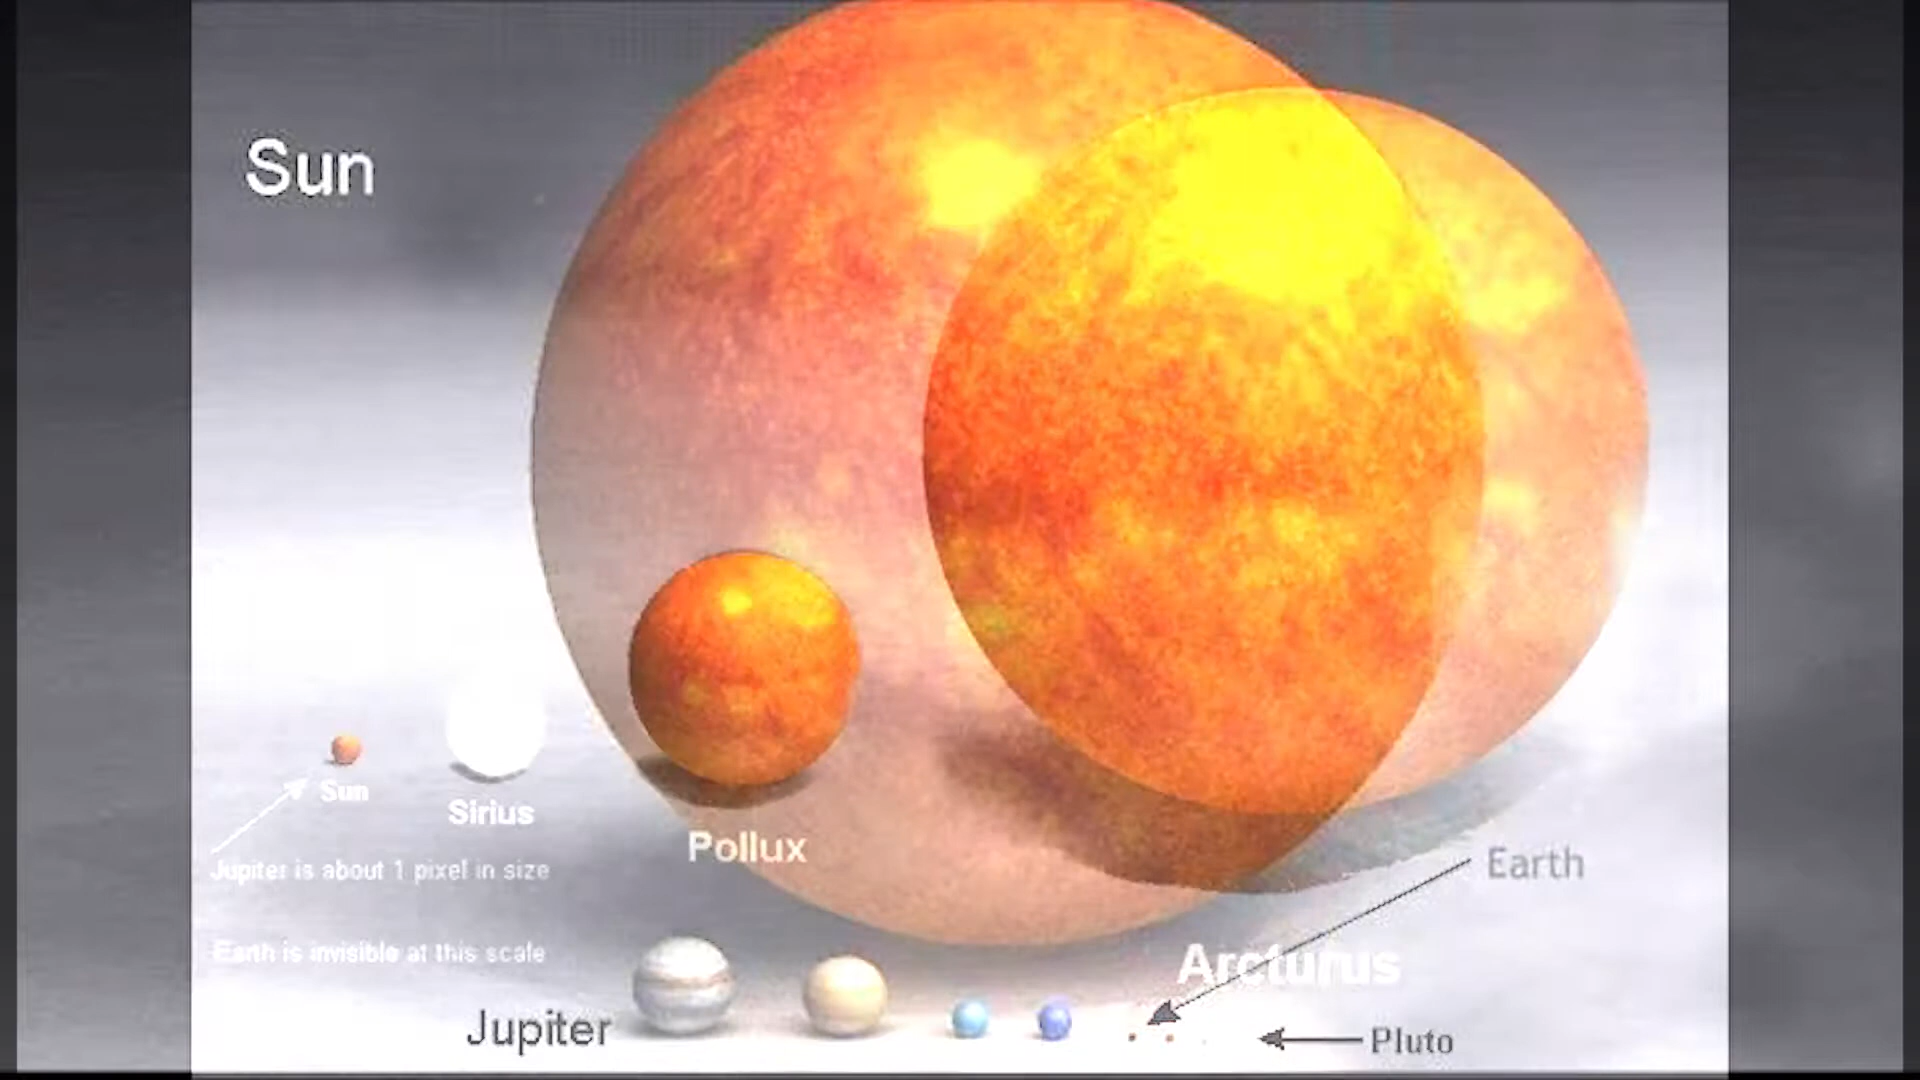 Sun
Sun
Sirius
Pollux
Jupiter is about 1 pixel in size
Earth
Earth is invisible at this scale
Arcturus
Jupiter
Pluto